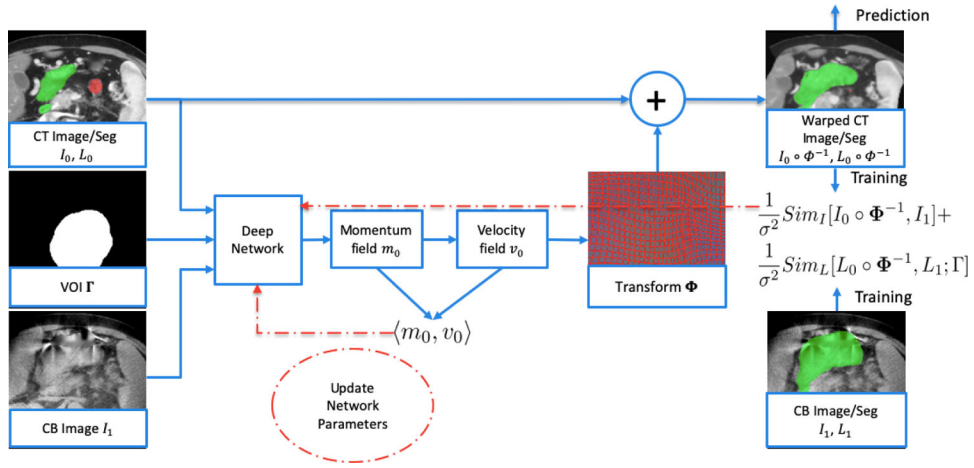 Prediction
CT Image/Seg
I₀, L₀
+
Warped CT
Image/Seg
I₀ ∘ Φ⁻¹, L₀ ∘ Φ⁻¹
Training
VOI Γ
Deep
Network
Momentum
field m₀
Velocity
field v₀
Transform Φ
1/σ² Sim_I[I₀ ∘ Φ⁻¹, I₁]+
1/σ² Sim_L[L₀ ∘ Φ⁻¹, L₁; Γ]
Training
⟨m₀, v₀⟩
Update
Network
Parameters
CB Image I₁
CB Image/Seg
I₁, L₁